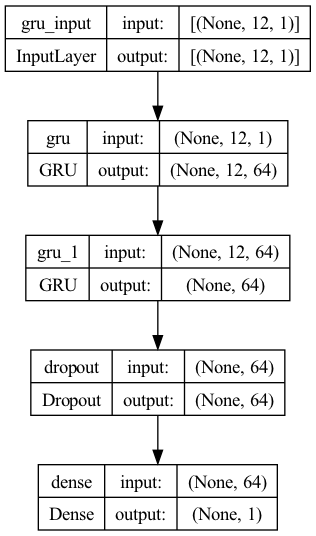 gru_input input: [(None, 12, 1)]
InputLayer output: [(None, 12, 1)]
gru input: (None, 12, 1)
GRU output: (None, 12, 64)
gru_1 input: (None, 12, 64)
GRU output: (None, 64)
dropout input: (None, 64)
Dropout output: (None, 64)
dense input: (None, 64)
Dense output: (None, 1)